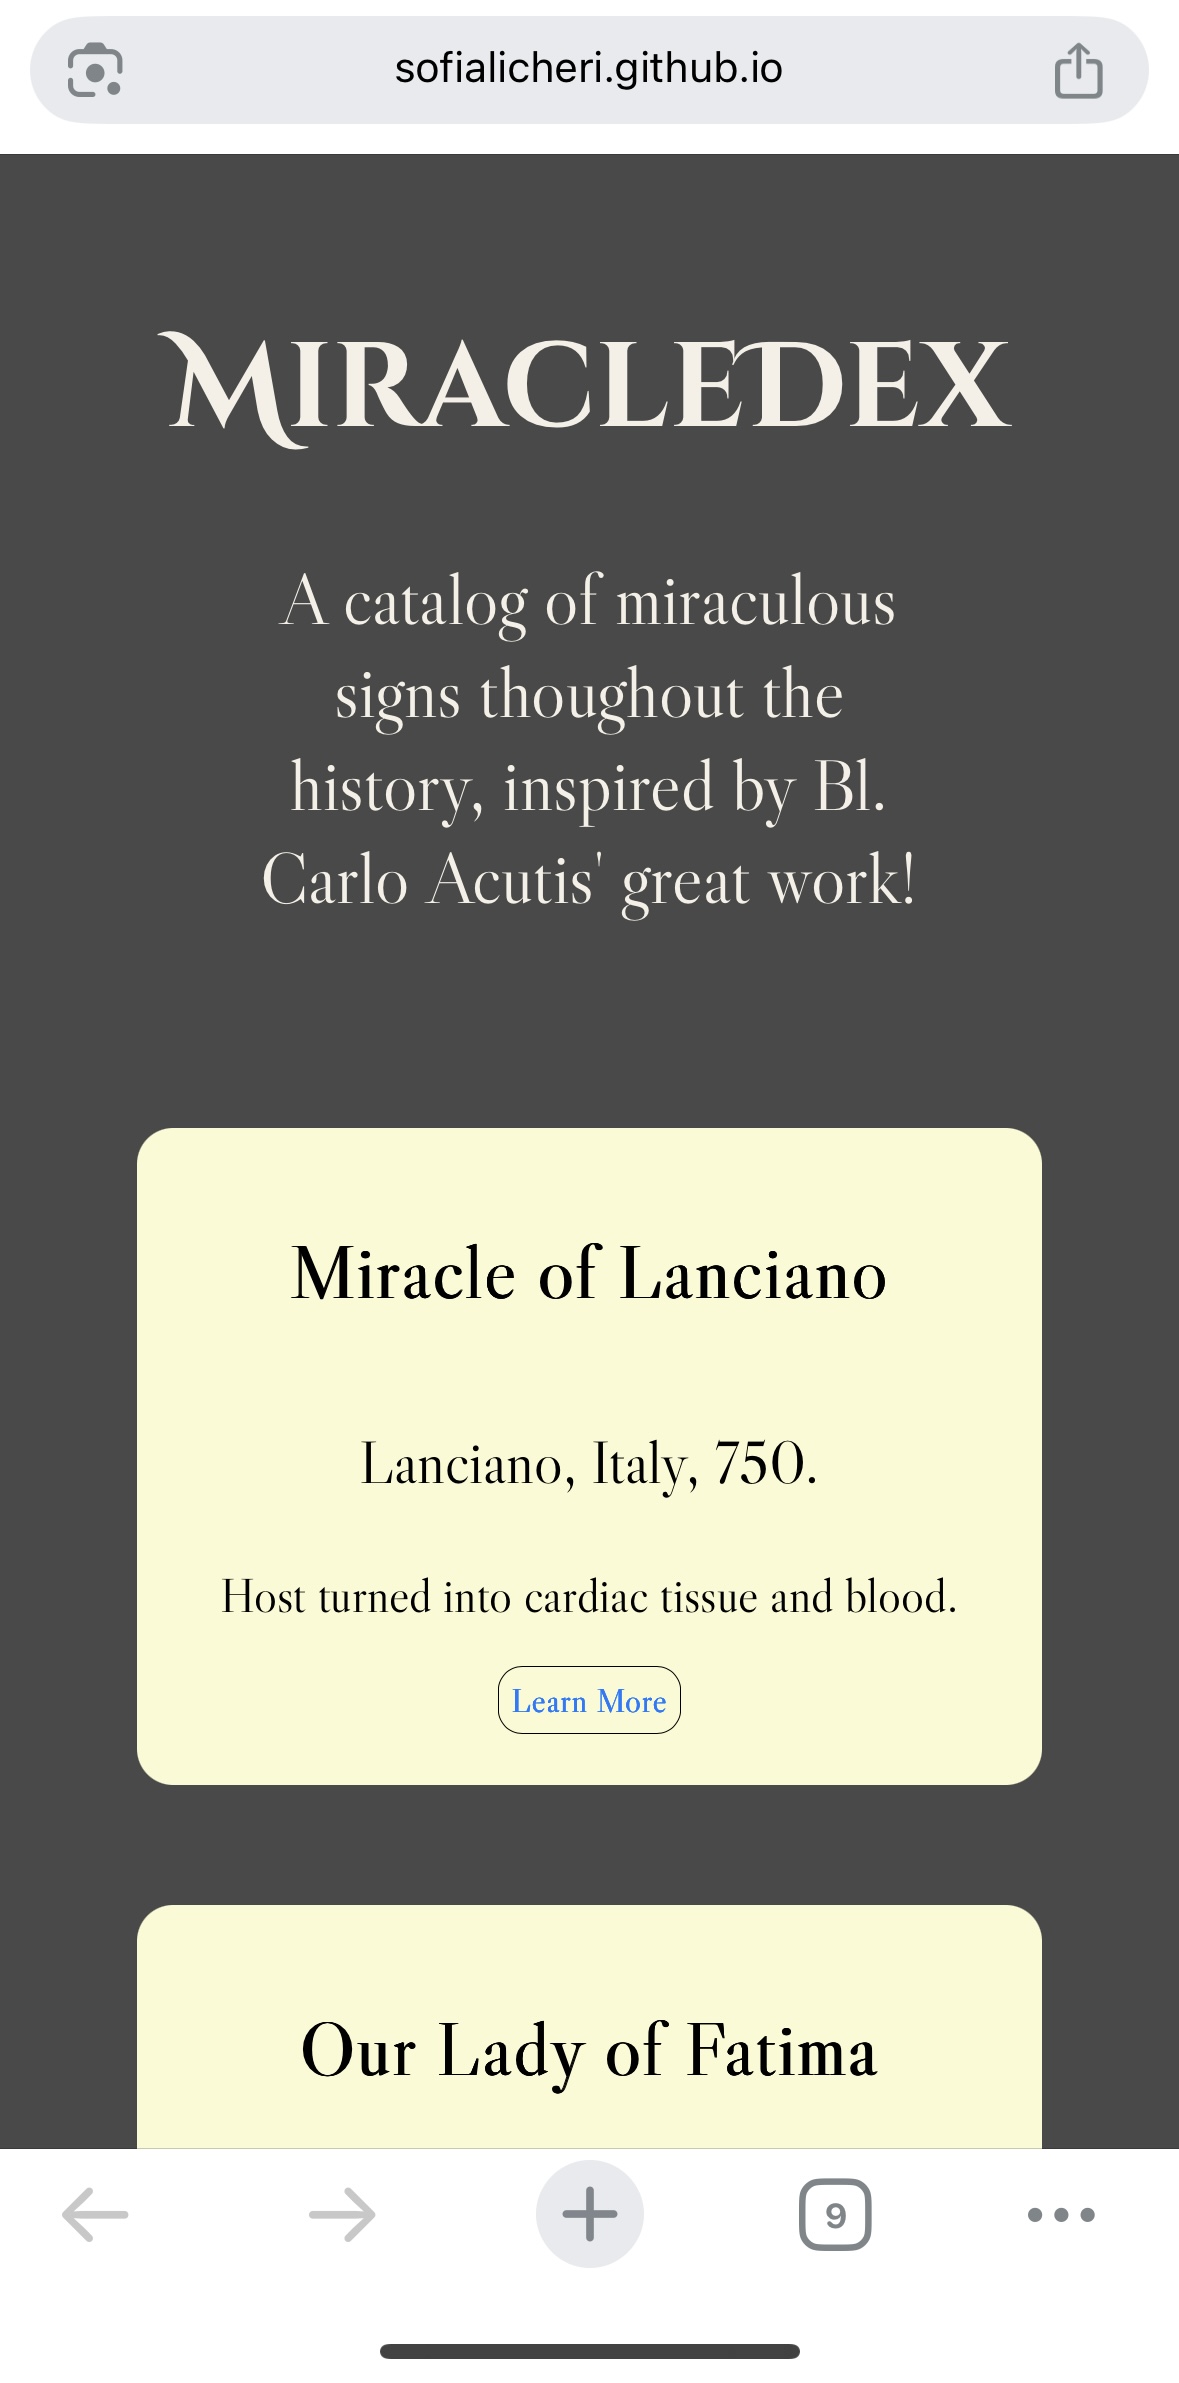 sofialicheri.github.io
MIRACLEDEX
A catalog of miraculous
signs thoughout the
history, inspired by Bl.
Carlo Acutis' great work!
Miracle of Lanciano
Lanciano, Italy, 750.
Host turned into cardiac tissue and blood.
Learn More
Our Lady of Fatima
9